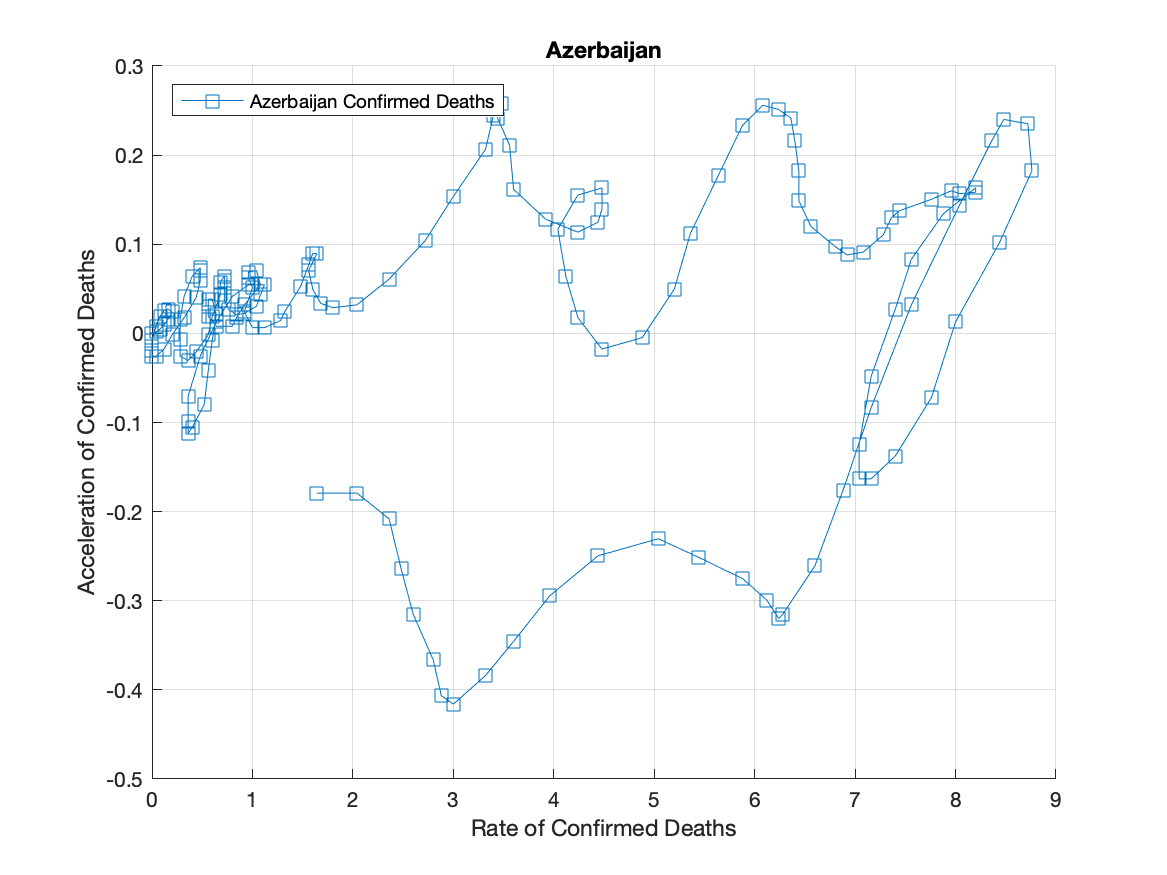 Azerbaijan
Azerbaijan Confirmed Deaths
0.3
0.2
0.1
0
-0.1
-0.2
-0.3
-0.4
-0.5
Acceleration of Confirmed Deaths
0 1 2 3 4 5 6 7 8 9
Rate of Confirmed Deaths